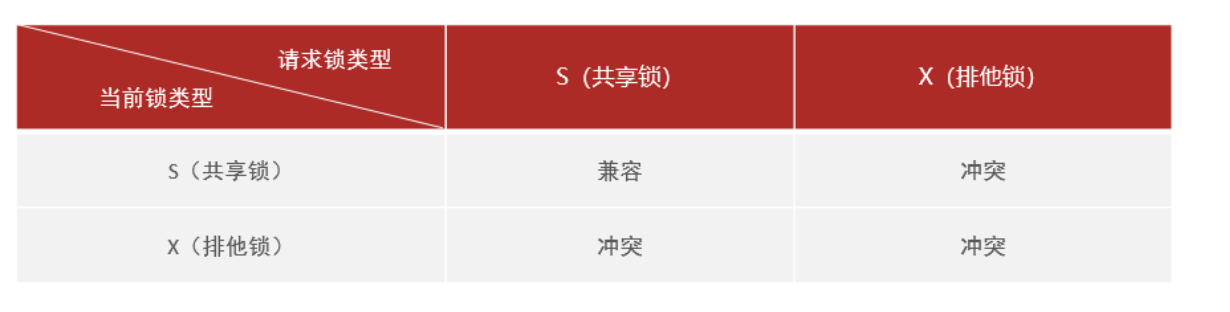 请求锁类型
当前锁类型
S (共享锁)
X (排他锁)
S（共享锁）
兼容
冲突
X（排他锁）
冲突
冲突